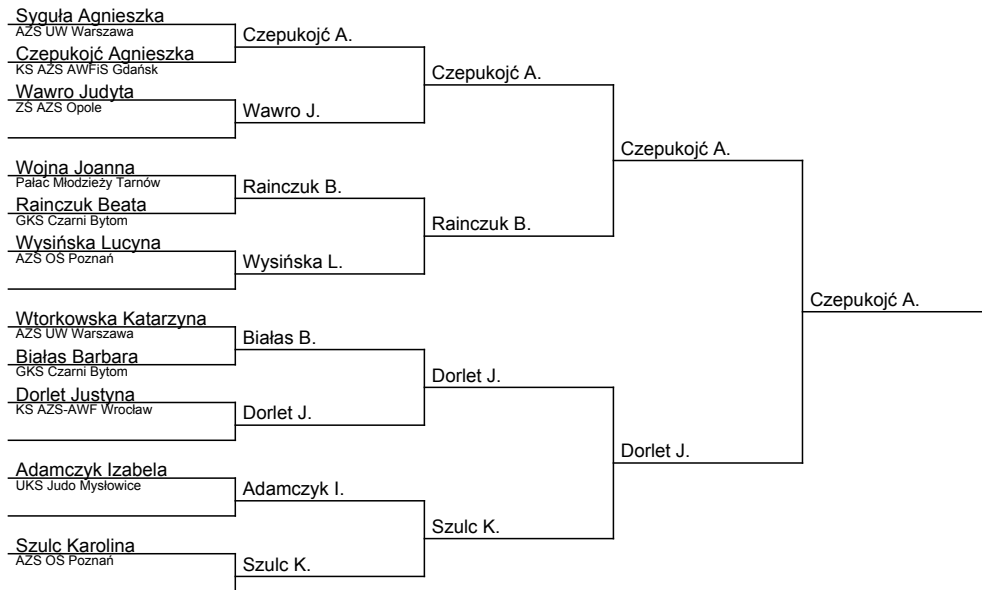 Syguła Agnieszka
AZS UW Warszawa
Czepukojć A.
Czepukojć Agnieszka
KS AZS AWFiS Gdańsk
Czepukojć A.
Wawro Judyta
ZŚ AZS Opole
Wawro J.
Czepukojć A.
Wojna Joanna
Pałac Młodzieży Tarnów
Rainczuk B.
Rainczuk Beata
GKS Czarni Bytom
Rainczuk B.
Wysińska Lucyna
AZS OŚ Poznań
Wysińska L.
Czepukojć A.
Wtorkowska Katarzyna
AZS UW Warszawa
Białas B.
Białas Barbara
GKS Czarni Bytom
Dorlet J.
Dorlet Justyna
KS AZS-AWF Wrocław
Dorlet J.
Dorlet J.
Adamczyk Izabela
UKS Judo Mysłowice
Adamczyk I.
Szulc K.
Szulc Karolina
AZS OŚ Poznań
Szulc K.